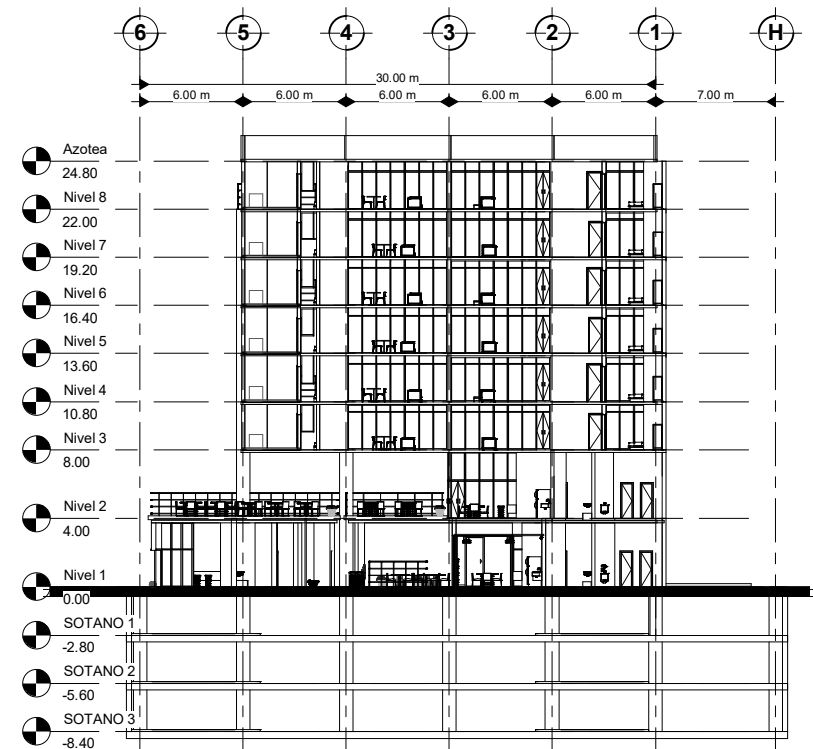 6 5 4 3 2 1 H
30.00 m
6.00 m 6.00 m 6.00 m 6.00 m 6.00 m 7.00 m
Azotea
24.80
Nivel 8
22.00
Nivel 7
19.20
Nivel 6
16.40
Nivel 5
13.60
Nivel 4
10.80
Nivel 3
8.00
Nivel 2
4.00
Nivel 1
0.00
SOTANO 1
-2.80
SOTANO 2
-5.60
SOTANO 3
-8.40